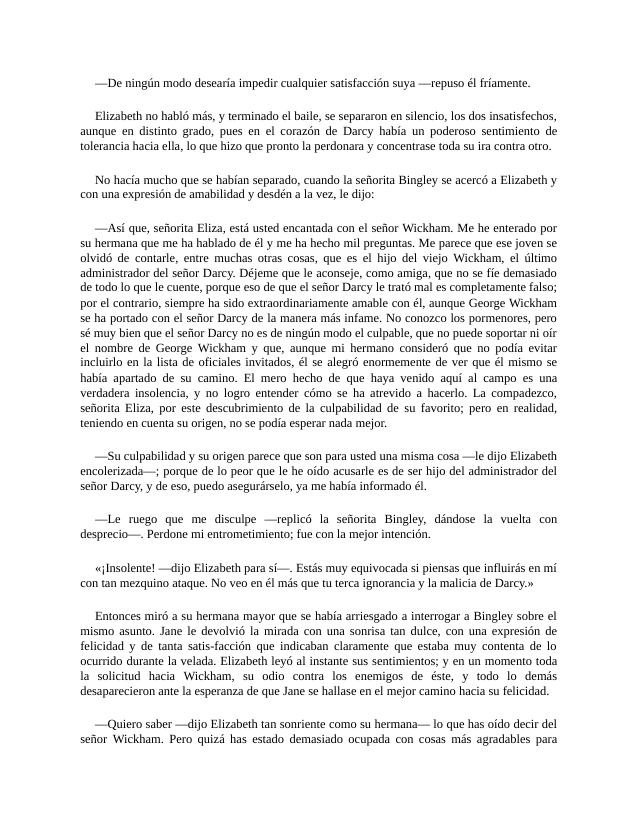 —De ningún modo desearía impedir cualquier satisfacción suya —repuso él fríamente.
Elizabeth no habló más, y terminado el baile, se separaron en silencio, los dos insatisfechos,
aunque en distinto grado, pues en el corazón de Darcy había un poderoso sentimiento de
tolerancia hacia ella, lo que hizo que pronto la perdonara y concentrase toda su ira contra otro.
No hacía mucho que se habían separado, cuando la señorita Bingley se acercó a Elizabeth y
con una expresión de amabilidad y desdén a la vez, le dijo:
—Así que, señorita Eliza, está usted encantada con el señor Wickham. Me he enterado por
su hermana que me ha hablado de él y me ha hecho mil preguntas. Me parece que ese joven se
olvidó de contarle, entre muchas otras cosas, que es el hijo del viejo Wickham, el último
administrador del señor Darcy. Déjeme que le aconseje, como amiga, que no se fíe demasiado
de todo lo que le cuente, porque eso de que el señor Darcy le trató mal es completamente falso;
por el contrario, siempre ha sido extraordinariamente amable con él, aunque George Wickham
se ha portado con el señor Darcy de la manera más infame. No conozco los pormenores, pero
sé muy bien que el señor Darcy no es de ningún modo el culpable, que no puede soportar ni oír
el nombre de George Wickham y que, aunque mi hermano consideró que no podía evitar
incluirlo en la lista de oficiales invitados, él se alegró enormemente de ver que él mismo se
había apartado de su camino. El mero hecho de que haya venido aquí al campo es una
verdadera insolencia, y no logro entender cómo se ha atrevido a hacerlo. La compadezco,
señorita Eliza, por este descubrimiento de la culpabilidad de su favorito; pero en realidad,
teniendo en cuenta su origen, no se podía esperar nada mejor.
—Su culpabilidad y su origen parece que son para usted una misma cosa —le dijo Elizabeth
encolerizada—; porque de lo peor que le he oído acusarle es de ser hijo del administrador del
señor Darcy, y de eso, puedo asegurárselo, ya me había informado él.
—Le ruego que me disculpe —replicó la señorita Bingley, dándose la vuelta con
desprecio—. Perdone mi entrometimiento; fue con la mejor intención.
«¡Insolente! —dijo Elizabeth para sí—. Estás muy equivocada si piensas que influirás en mí
con tan mezquino ataque. No veo en él más que tu terca ignorancia y la malicia de Darcy.»
Entonces miró a su hermana mayor que se había arriesgado a interrogar a Bingley sobre el
mismo asunto. Jane le devolvió la mirada con una sonrisa tan dulce, con una expresión de
felicidad y de tanta satis-facción que indicaban claramente que estaba muy contenta de lo
ocurrido durante la velada. Elizabeth leyó al instante sus sentimientos; y en un momento toda
la solicitud hacia Wickham, su odio contra los enemigos de éste, y todo lo demás
desaparecieron ante la esperanza de que Jane se hallase en el mejor camino hacia su felicidad.
—Quiero saber —dijo Elizabeth tan sonriente como su hermana— lo que has oído decir del
señor Wickham. Pero quizá has estado demasiado ocupada con cosas más agradables para